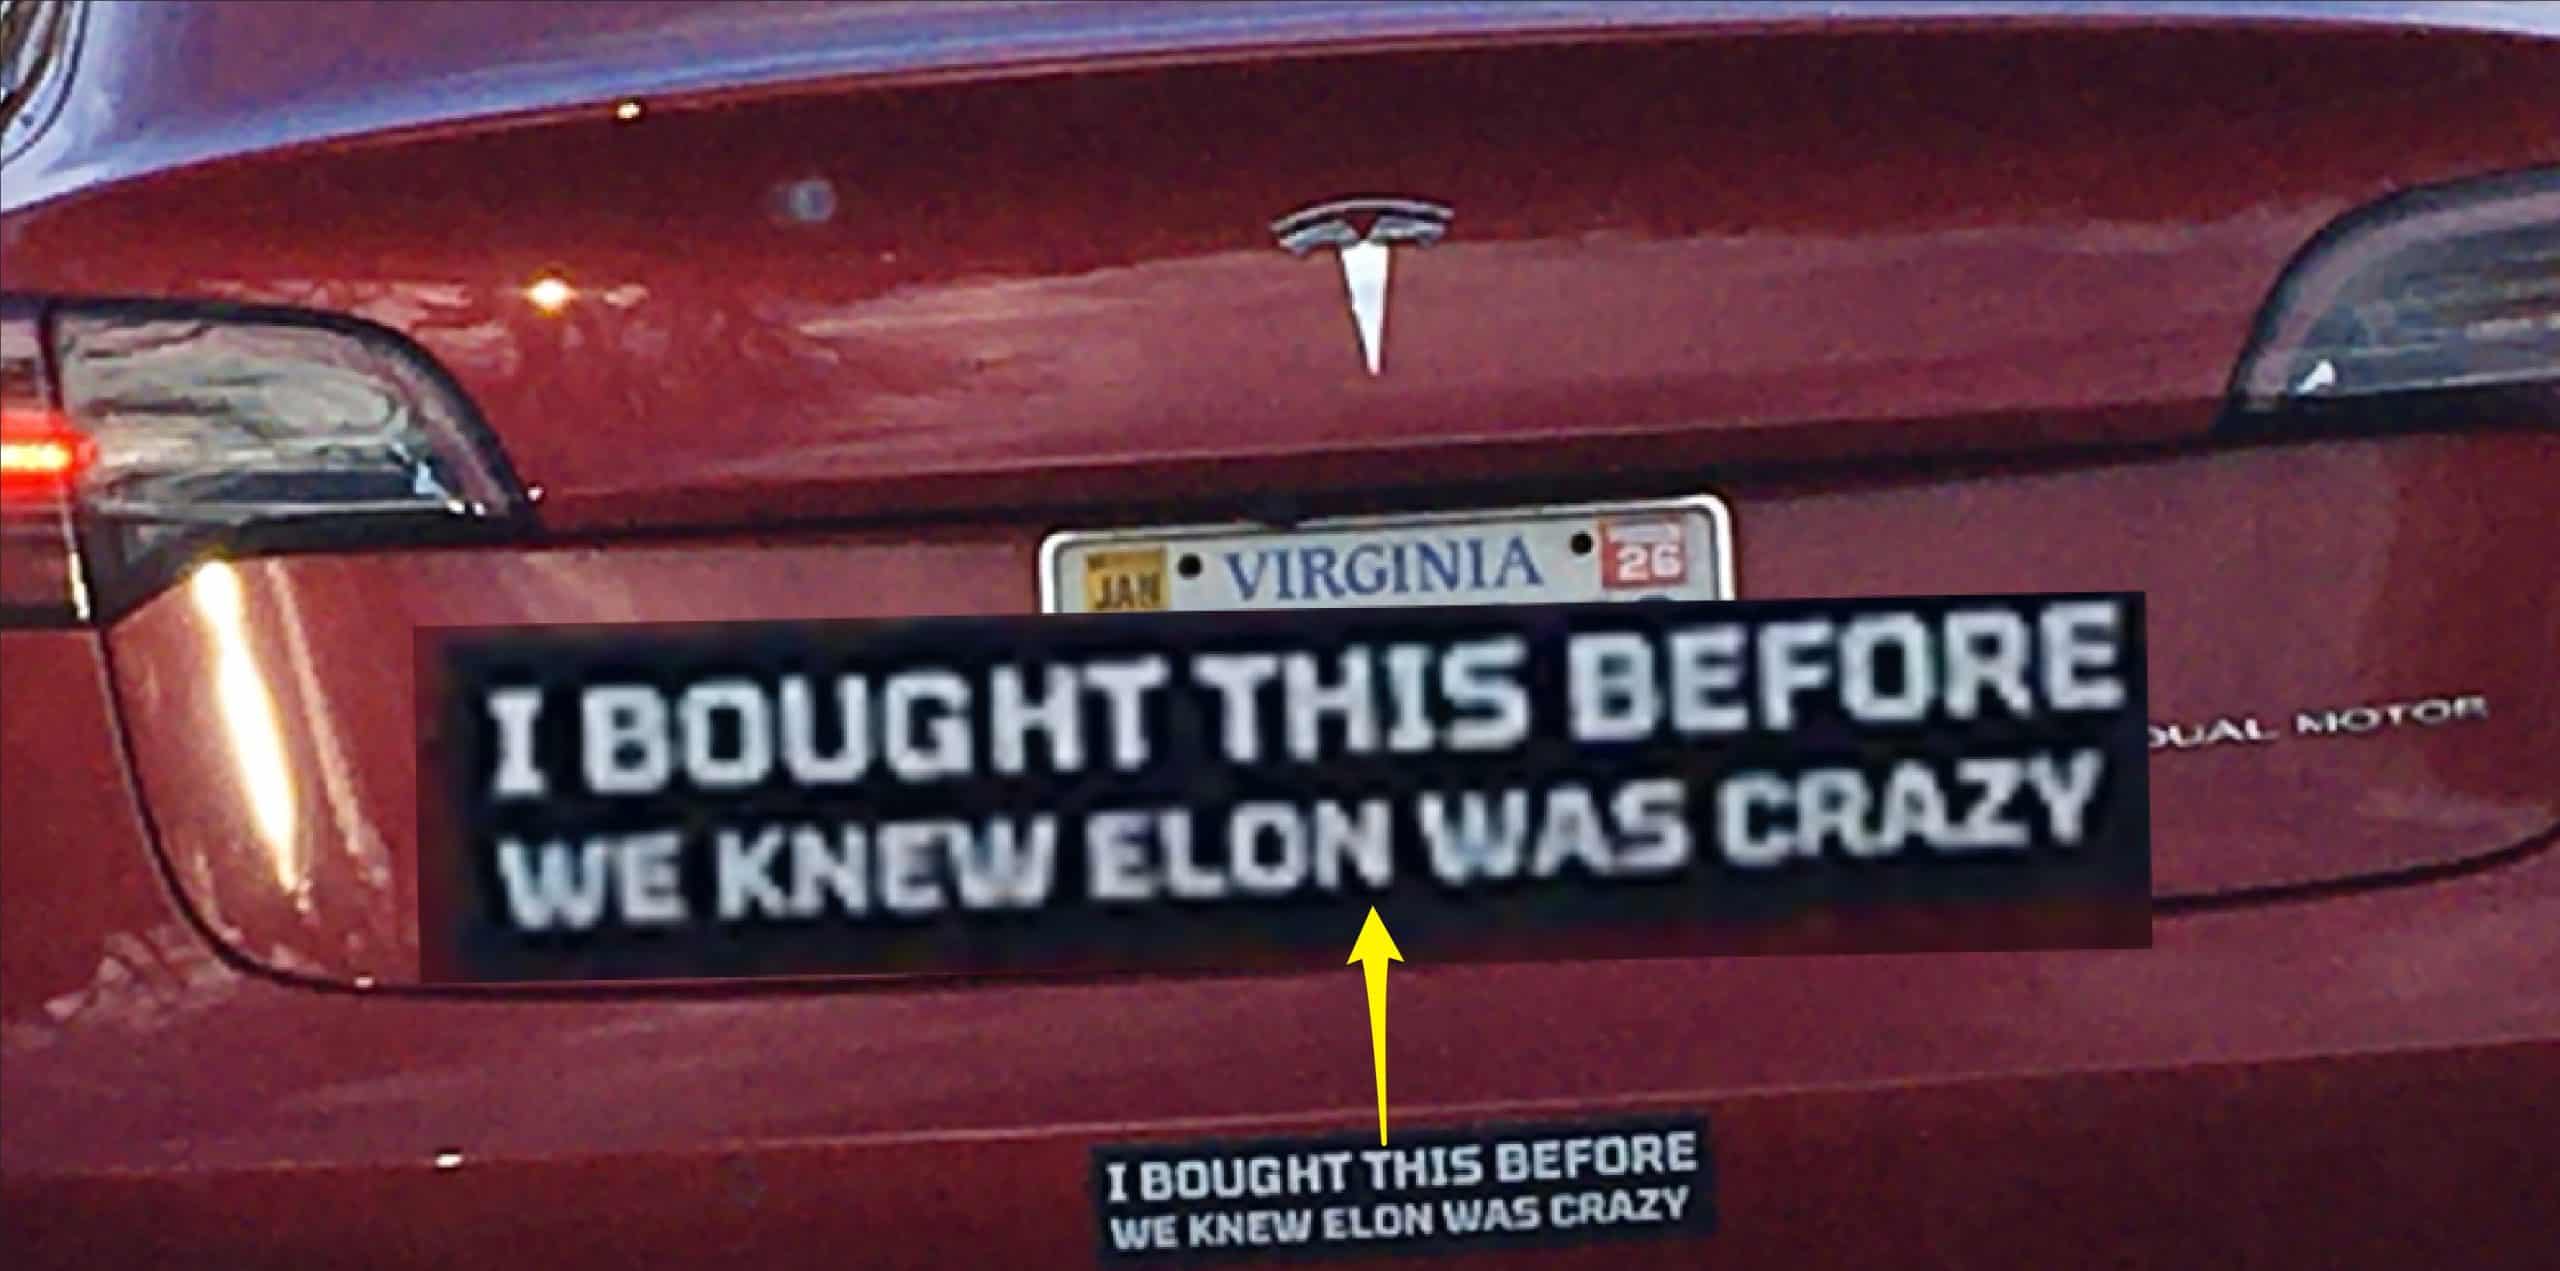 JAN VIRGINIA 26
I BOUGHT THIS BEFORE
WE KNEW ELON WAS CRAZY
DUAL MOTOR
I BOUGHT THIS BEFORE
WE KNEW ELON WAS CRAZY